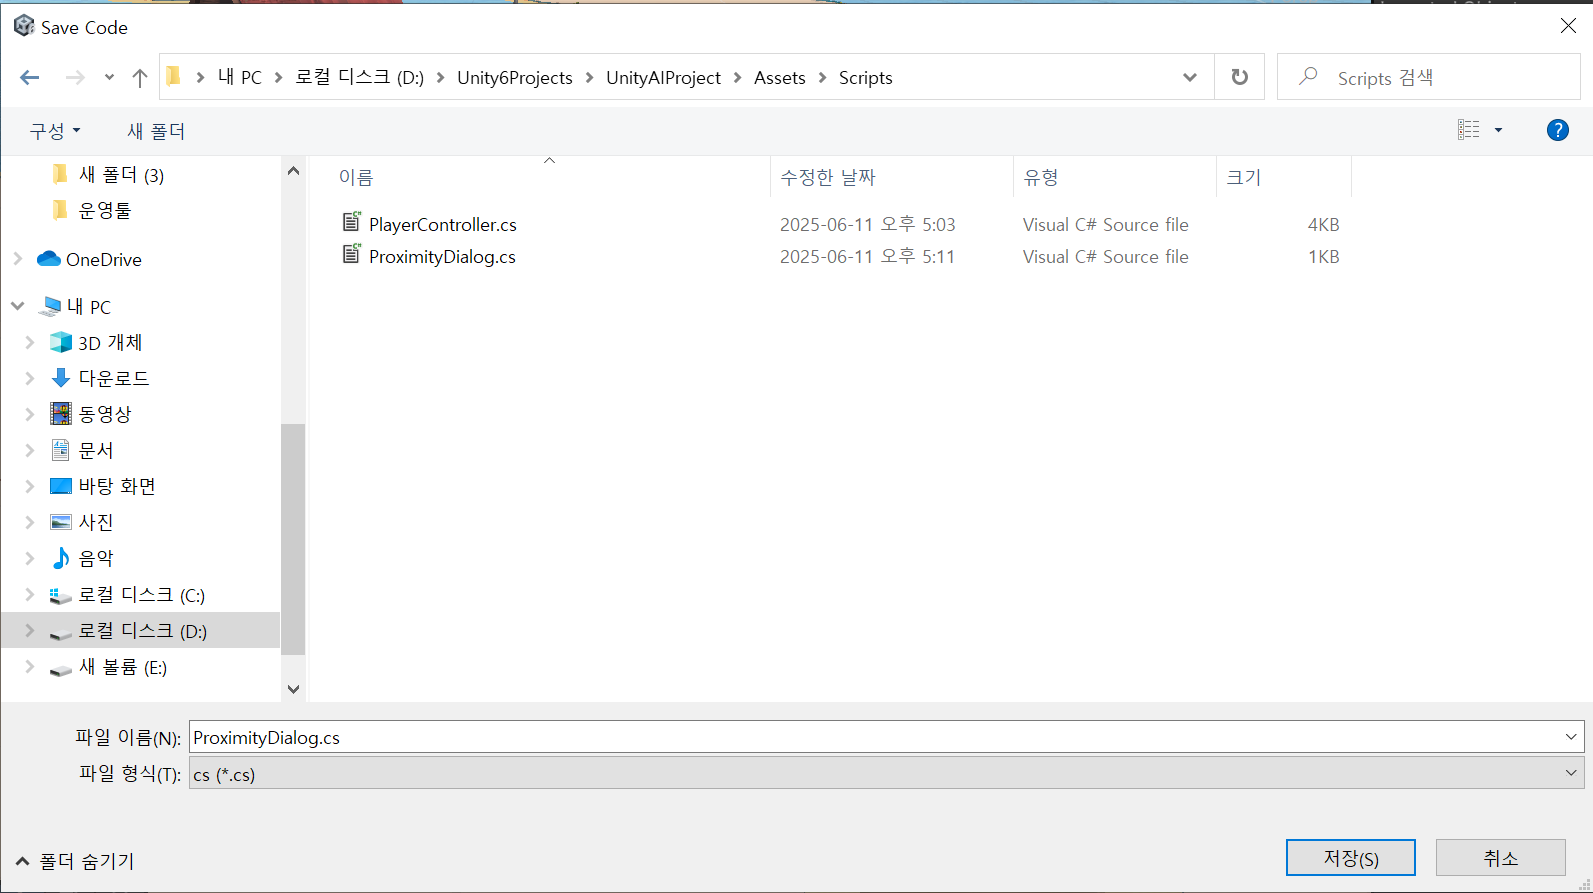 Save Code
내 PC > 로컬 디스크 (D:) > Unity6Projects > UnityAIProject > Assets > Scripts
Scripts 검색
구성
새 폴더
새 폴더 (3)
운영툴
OneDrive
내 PC
3D 개체
다운로드
동영상
문서
바탕 화면
사진
음악
로컬 디스크 (C:)
로컬 디스크 (D:)
새 볼륨 (E:)
이름 수정한 날짜 유형 크기
PlayerController.cs 2025-06-11 오후 5:03 Visual C# Source file 4KB
ProximityDialog.cs 2025-06-11 오후 5:11 Visual C# Source file 1KB
파일 이름(N): ProximityDialog.cs
파일 형식(T): cs (*.cs)
폴더 숨기기
저장(S)
취소